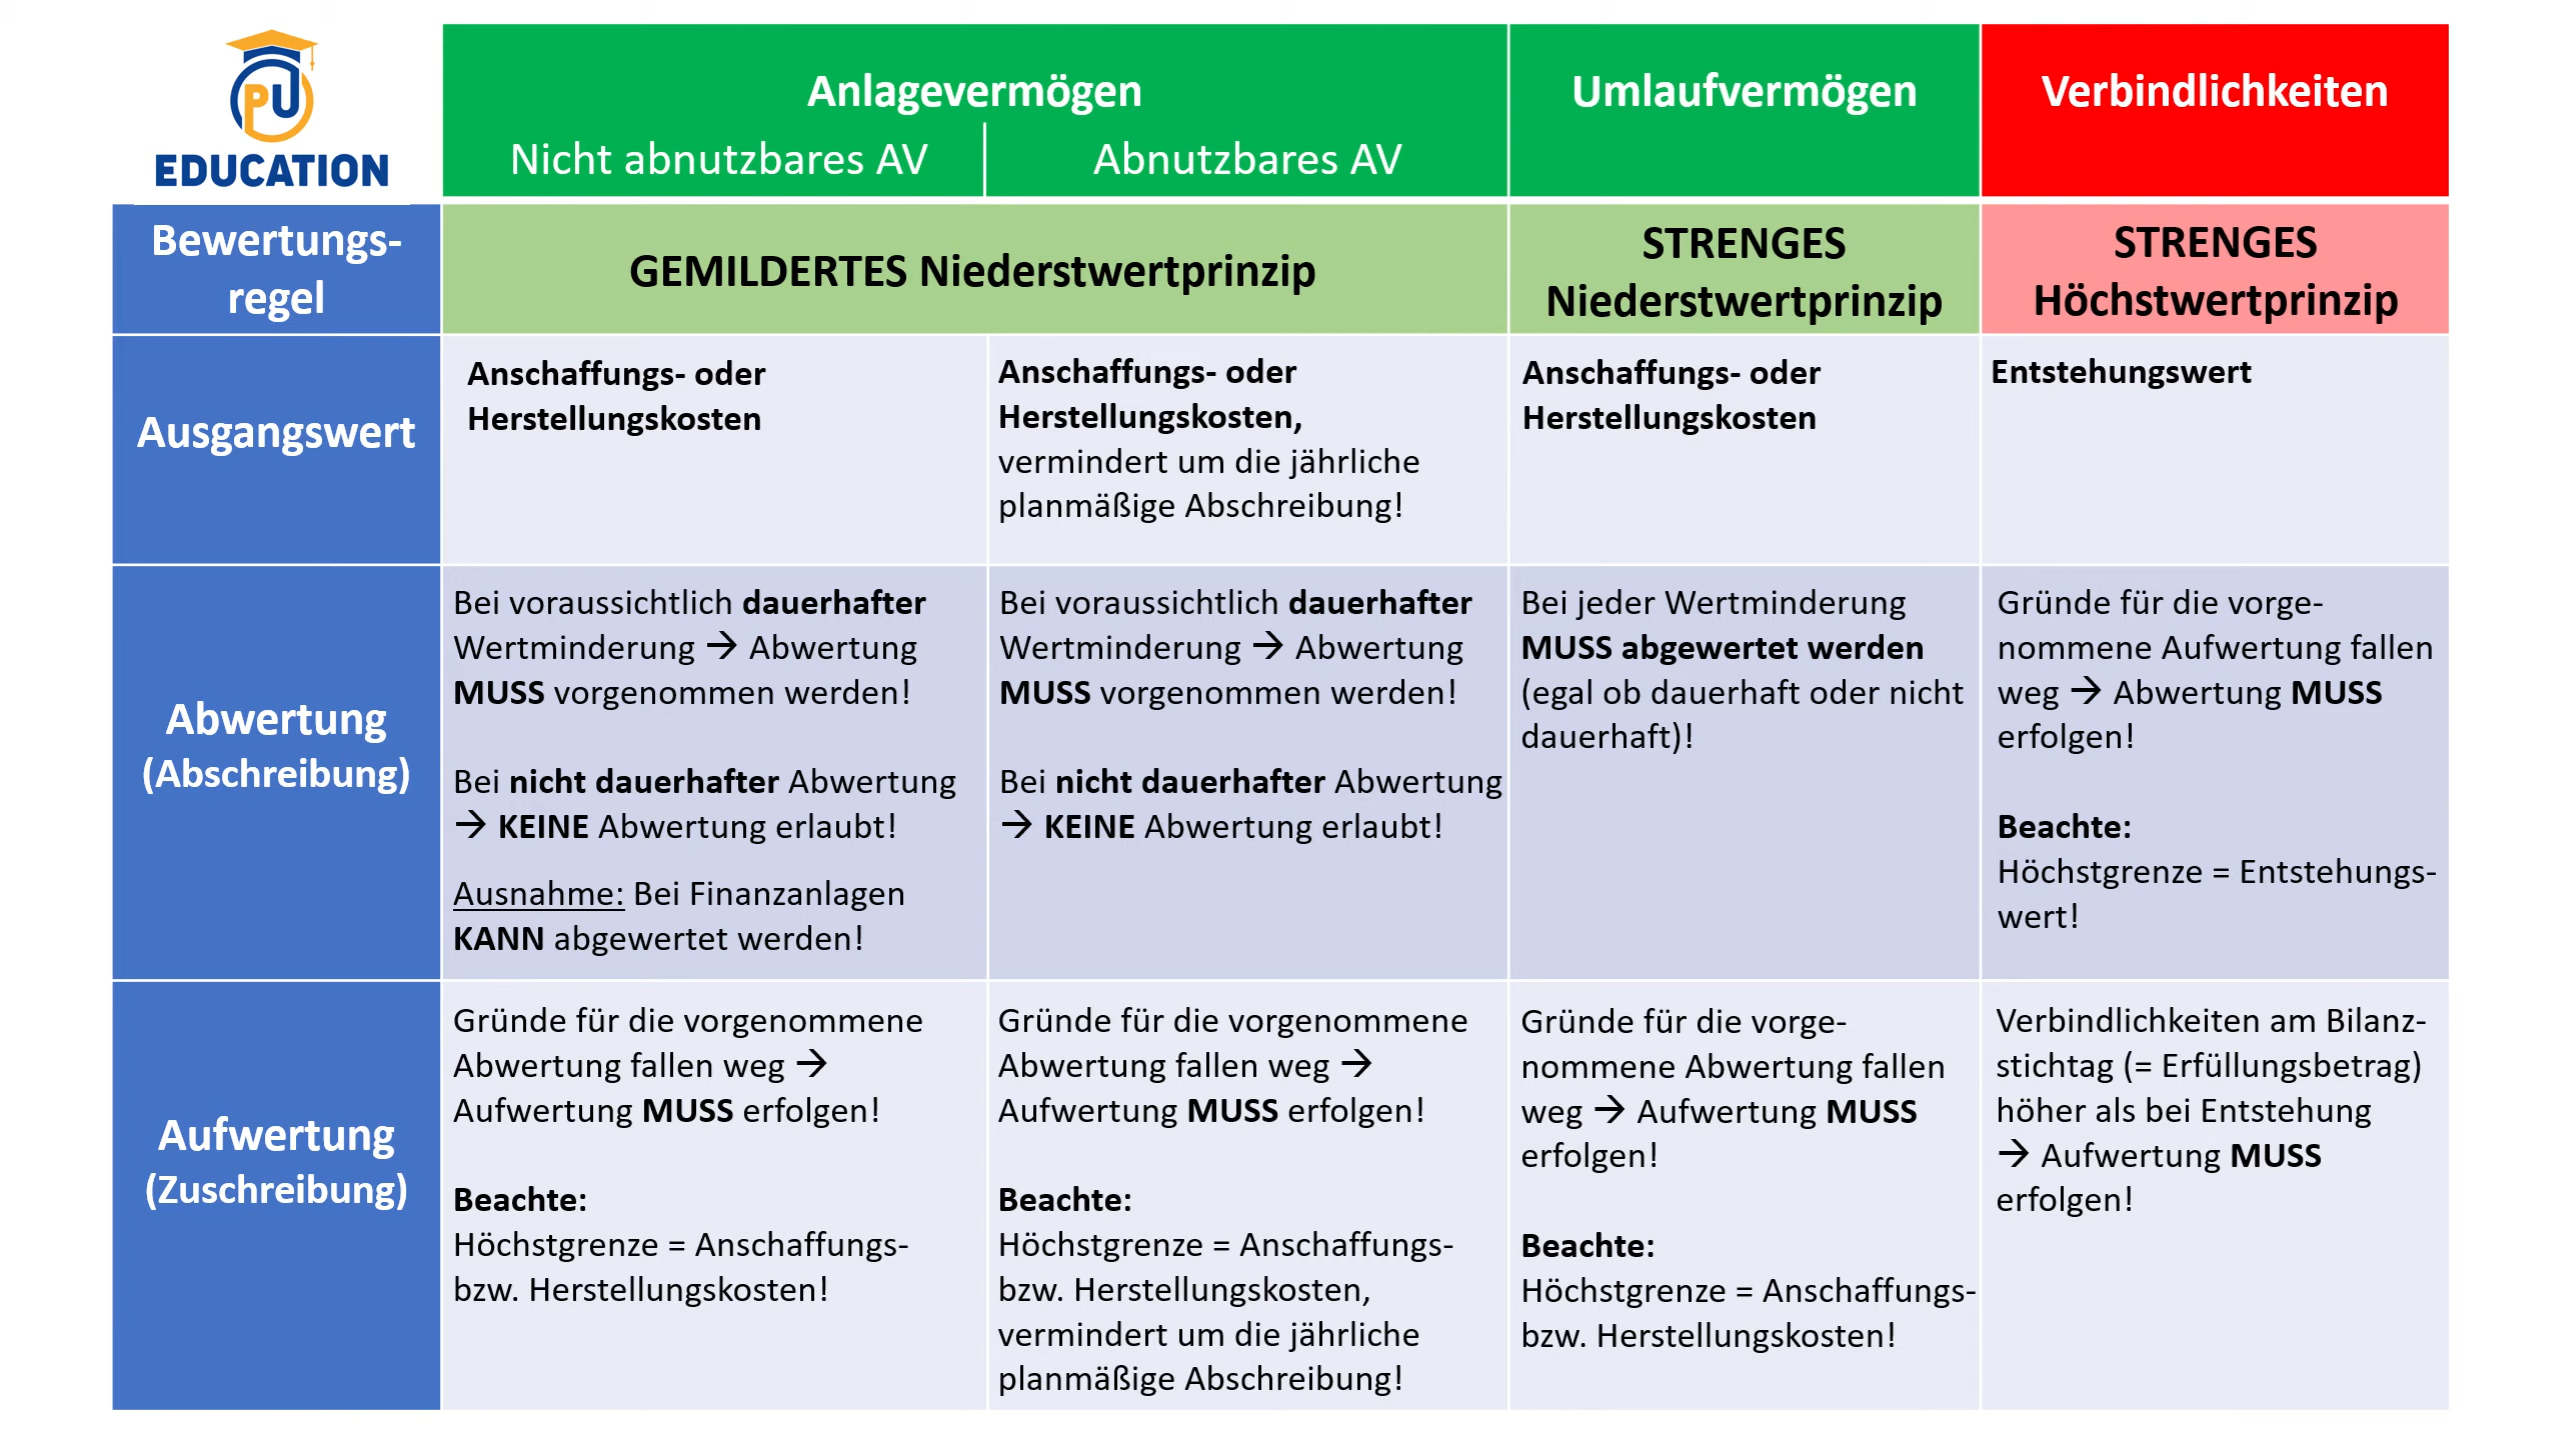 PU
EDUCATION
Anlagevermögen
Nicht abnutzbares AV
Abnutzbares AV
Umlaufvermögen
Verbindlichkeiten
Bewertungs-
regel
GEMILDERTES Niederstwertprinzip
STRENGES
Niederstwertprinzip
STRENGES
Höchstwertprinzip
Ausgangswert
Anschaffungs- oder
Herstellungskosten
Anschaffungs- oder
Herstellungskosten,
vermindert um die jährliche
planmäßige Abschreibung!
Anschaffungs- oder
Herstellungskosten
Entstehungswert
Abwertung
(Abschreibung)
Bei voraussichtlich dauerhafter
Wertminderung → Abwertung
MUSS vorgenommen werden!
Bei nicht dauerhafter Abwertung
→ KEINE Abwertung erlaubt!
Ausnahme: Bei Finanzanlagen
KANN abgewertet werden!
Bei voraussichtlich dauerhafter
Wertminderung → Abwertung
MUSS vorgenommen werden!
Bei nicht dauerhafter Abwertung
→ KEINE Abwertung erlaubt!
Bei jeder Wertminderung
MUSS abgewertet werden
(egal ob dauerhaft oder nicht
dauerhaft)!
Gründe für die vorge-
nommene Aufwertung fallen
weg → Abwertung MUSS
erfolgen!
Beachte:
Höchstgrenze = Entstehungs-
wert!
Aufwertung
(Zuschreibung)
Gründe für die vorgenommene
Abwertung fallen weg →
Aufwertung MUSS erfolgen!
Beachte:
Höchstgrenze = Anschaffungs-
bzw. Herstellungskosten!
Gründe für die vorgenommene
Abwertung fallen weg →
Aufwertung MUSS erfolgen!
Beachte:
Höchstgrenze = Anschaffungs-
bzw. Herstellungskosten,
vermindert um die jährliche
planmäßige Abschreibung!
Gründe für die vorge-
nommene Abwertung fallen
weg → Aufwertung MUSS
erfolgen!
Beachte:
Höchstgrenze = Anschaffungs-
bzw. Herstellungskosten!
Verbindlichkeiten am Bilanz-
stichtag (= Erfüllungsbetrag)
höher als bei Entstehung
→ Aufwertung MUSS
erfolgen!